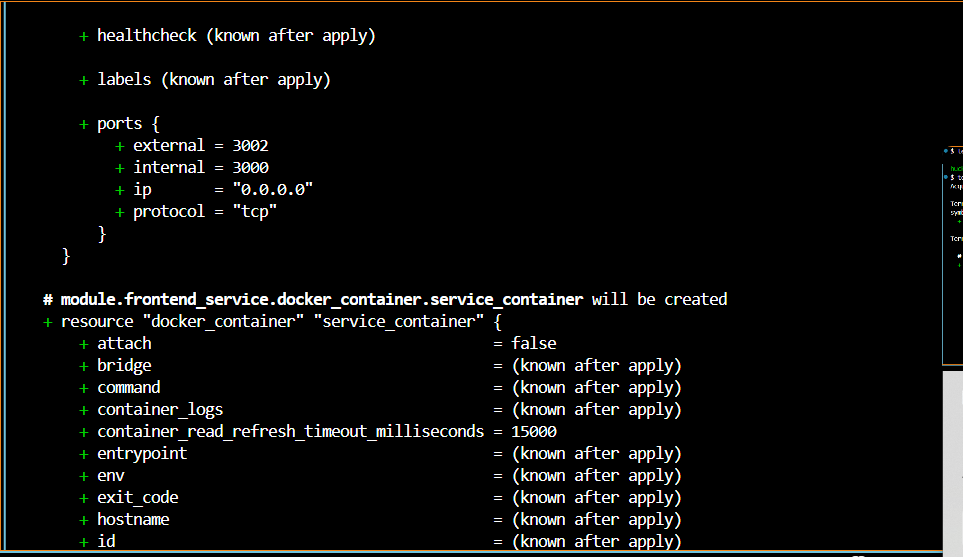 + healthcheck (known after apply)
+ labels (known after apply)
+ ports {
+ external = 3002
+ internal = 3000
+ ip       = "0.0.0.0"
+ protocol = "tcp"
}
}
# module.frontend_service.docker_container.service_container will be created
+ resource "docker_container" "service_container" {
+ attach                                      = false
+ bridge                                      = (known after apply)
+ command                                     = (known after apply)
+ container_logs                              = (known after apply)
+ container_read_refresh_timeout_milliseconds = 15000
+ entrypoint                                  = (known after apply)
+ env                                         = (known after apply)
+ exit_code                                   = (known after apply)
+ hostname                                    = (known after apply)
+ id                                          = (known after apply)